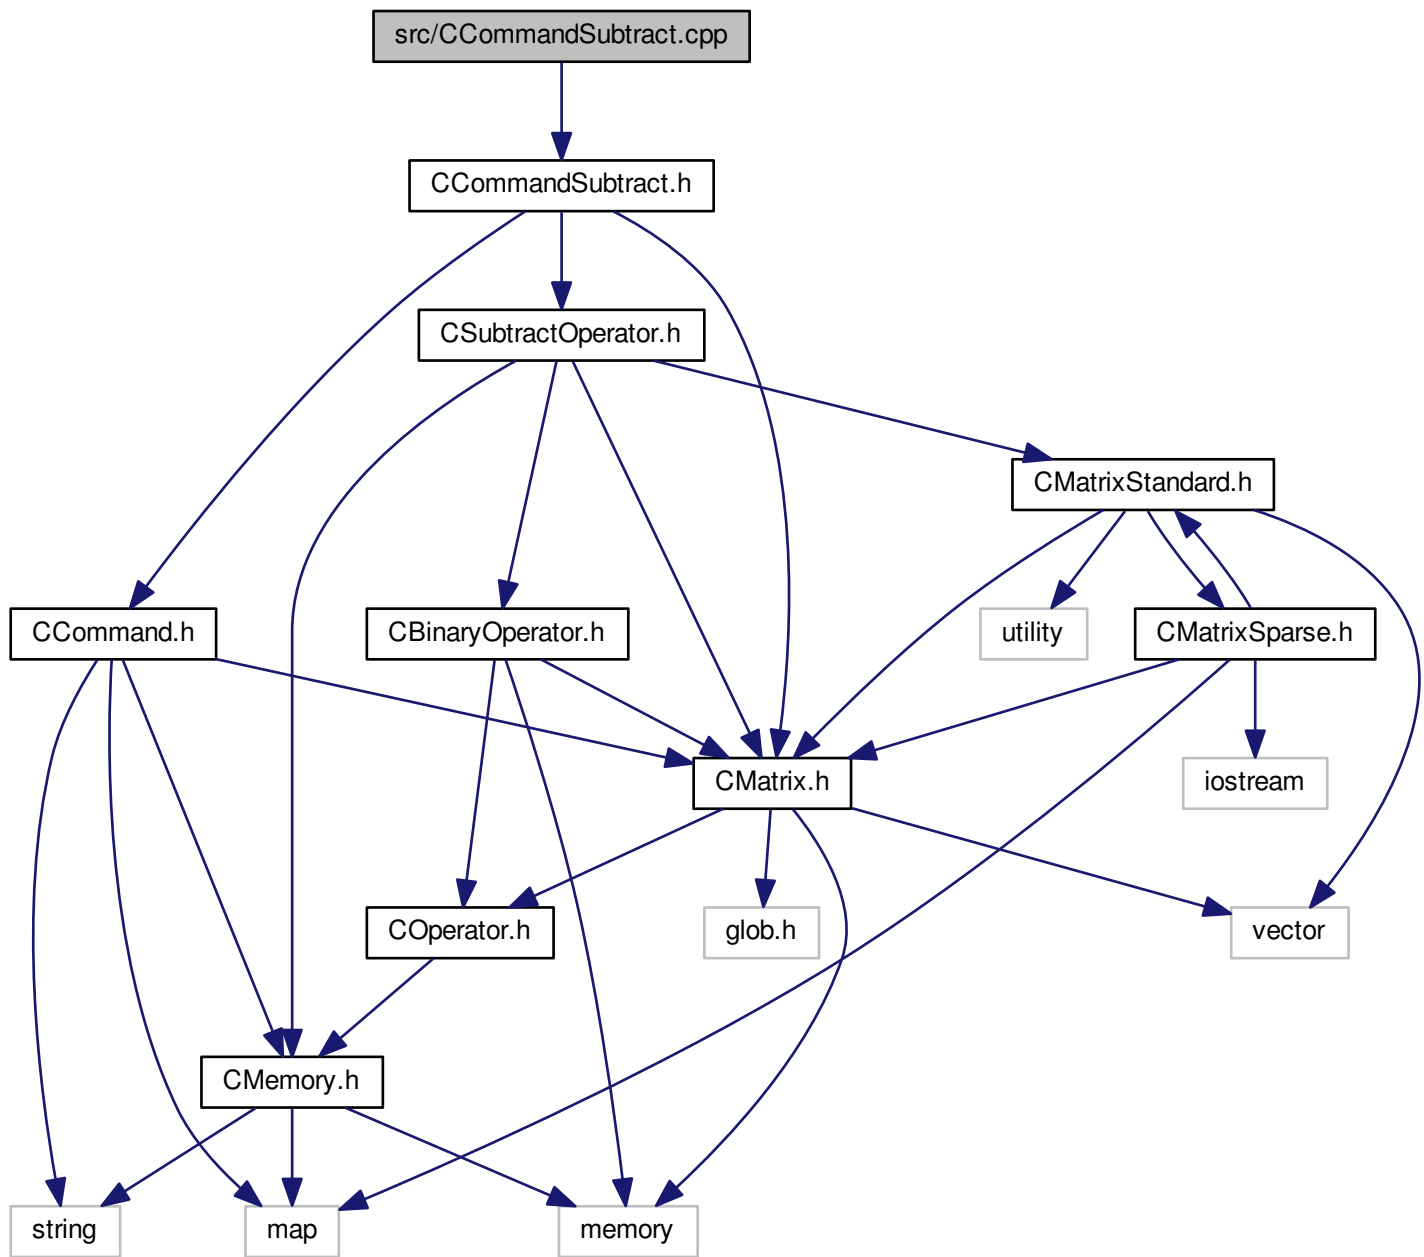 src/CCommandSubtract.cpp
CCommandSubtract.h
CSubtractOperator.h
CMatrixStandard.h
CCommand.h
CBinaryOperator.h
utility
CMatrixSparse.h
CMatrix.h
iostream
COperator.h
glob.h
vector
CMemory.h
string
map
memory